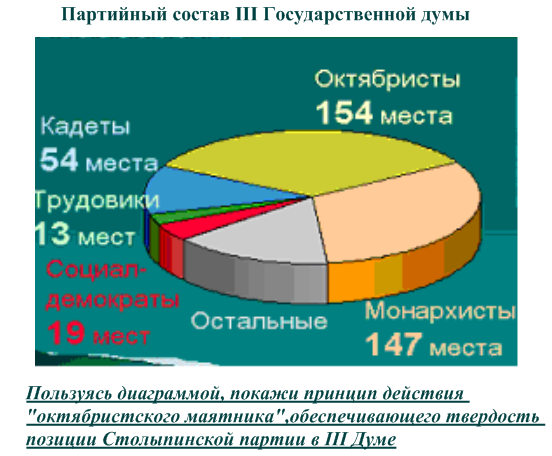 Партийный состав III Государственной думы
Октябристы
154 места
Кадеты
54 места
Трудовики
13 мест
Социал-
демократы
19 мест
Остальные
Монархисты
147 места
Пользуясь диаграммой, покажи принцип действия
"октябристского маятника",обеспечивающего твердость
позиции Столыпинской партии в III Думе